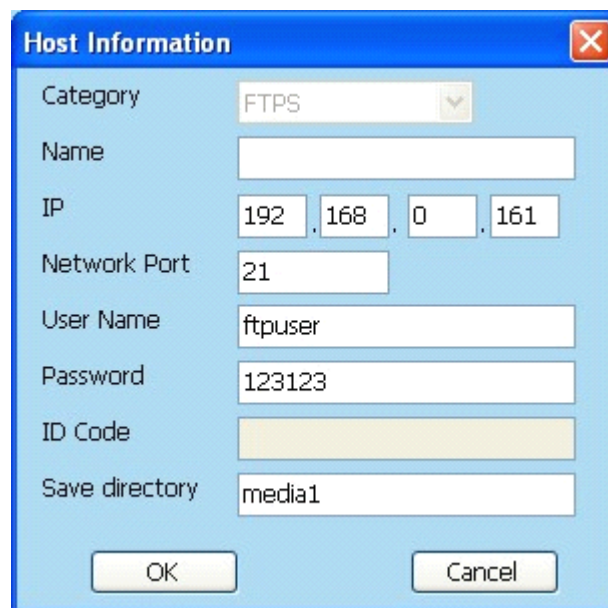 Host Information
Category FTPS
Name
IP 192 . 168 . 0 . 161
Network Port 21
User Name ftpuser
Password 123123
ID Code
Save directory media1
OK Cancel